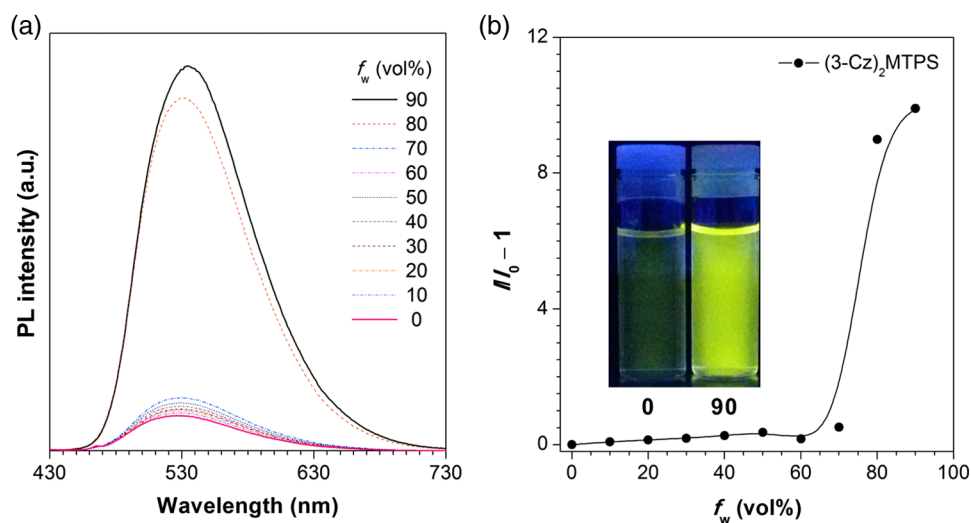 (a)
PL intensity (a.u.)
f_w (vol%)
90
80
70
60
50
40
30
20
10
0
430 530 630 730
Wavelength (nm)
(b)
12
8
4
0
I/I₀ – 1
(3-Cz)₂MTPS
0 90
0 20 40 60 80 100
f_w (vol%)